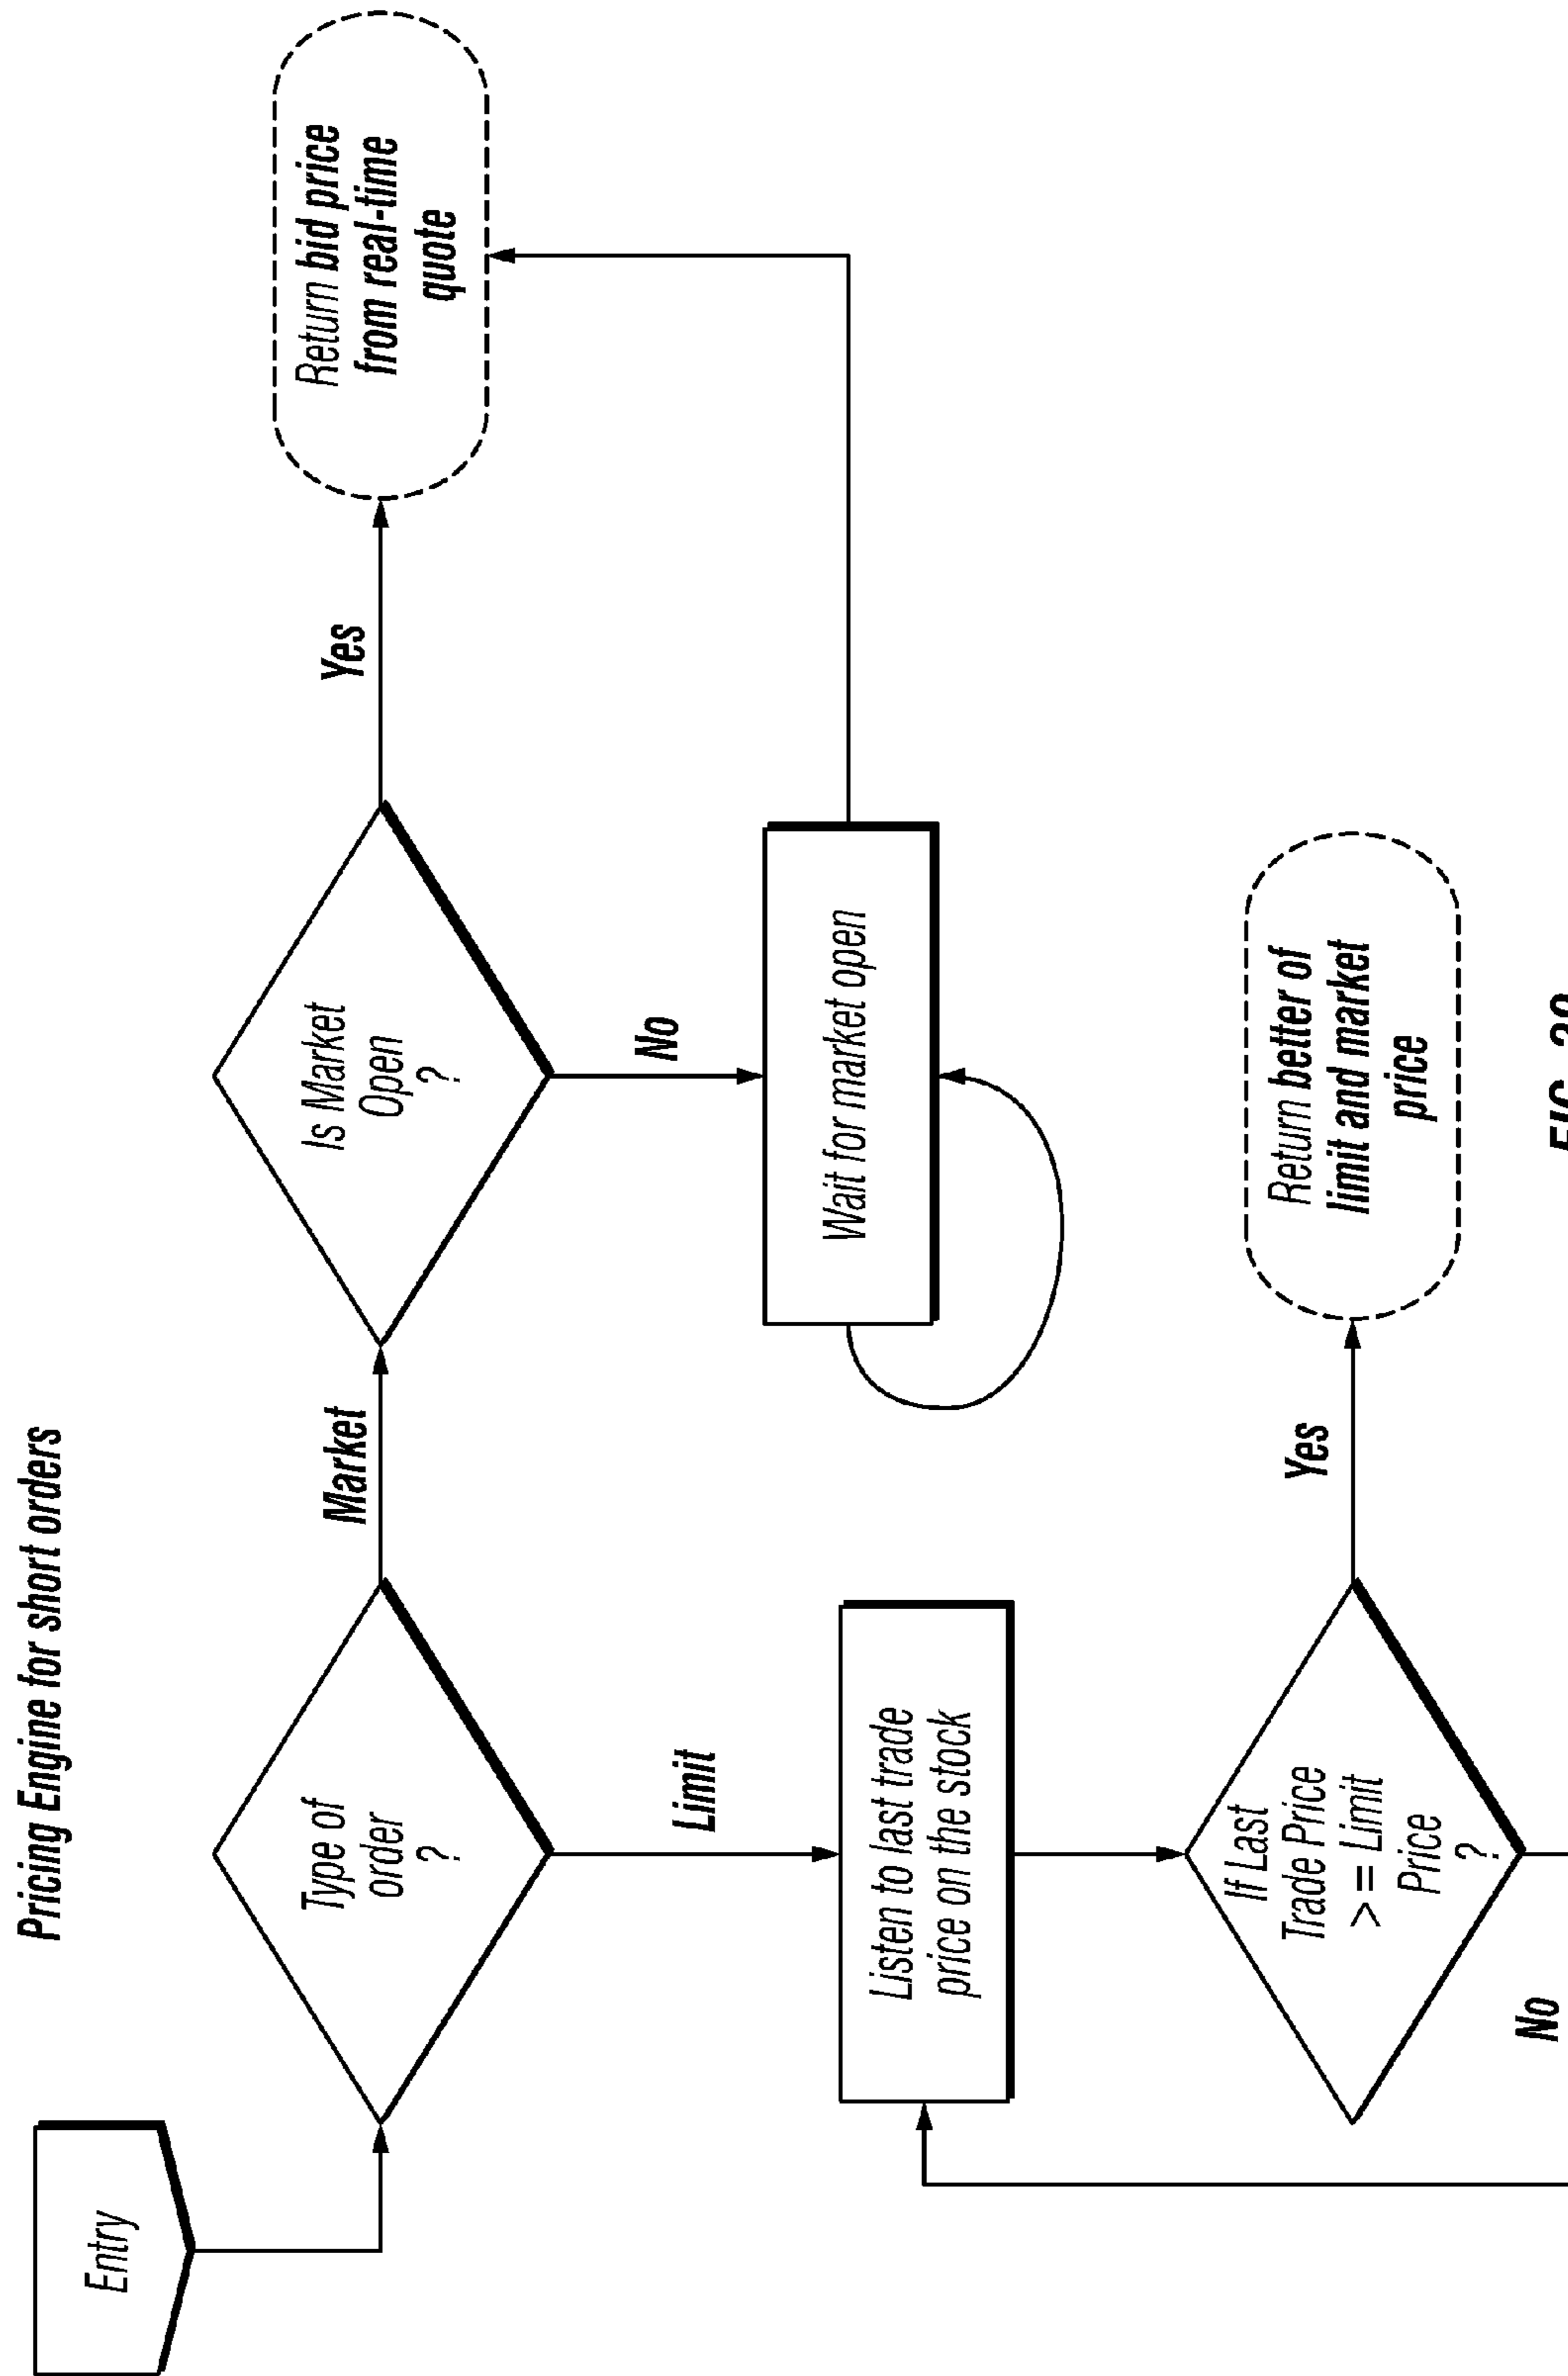 Pricing Engine for short orders
Entry
Type of
order
?
Market
Is Market
Open
?
Yes
Return bid price
from real-time
quote
No
Wait for market open
Limit
Listen to last trade
price on the stock
If Last
Trade Price
>= Limit
Price
?
Yes
Return better of
limit and market
price
No